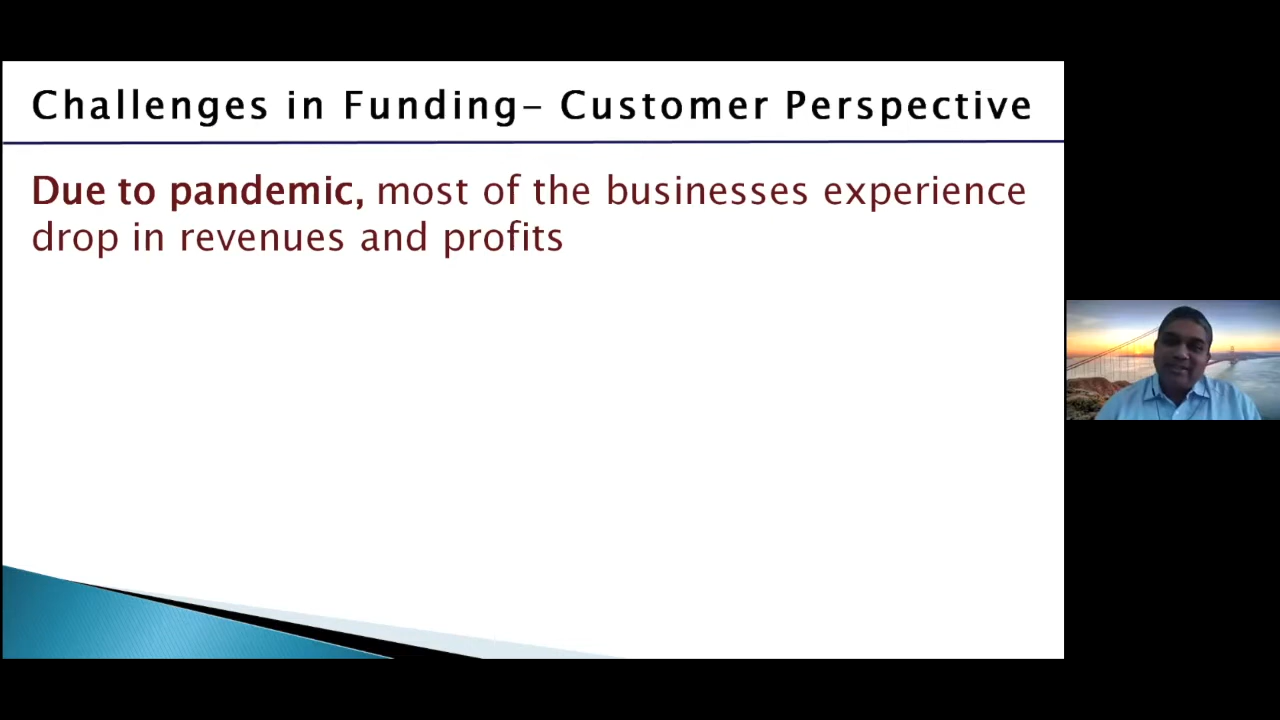 Challenges in Funding- Customer Perspective
Due to pandemic, most of the businesses experience
drop in revenues and profits